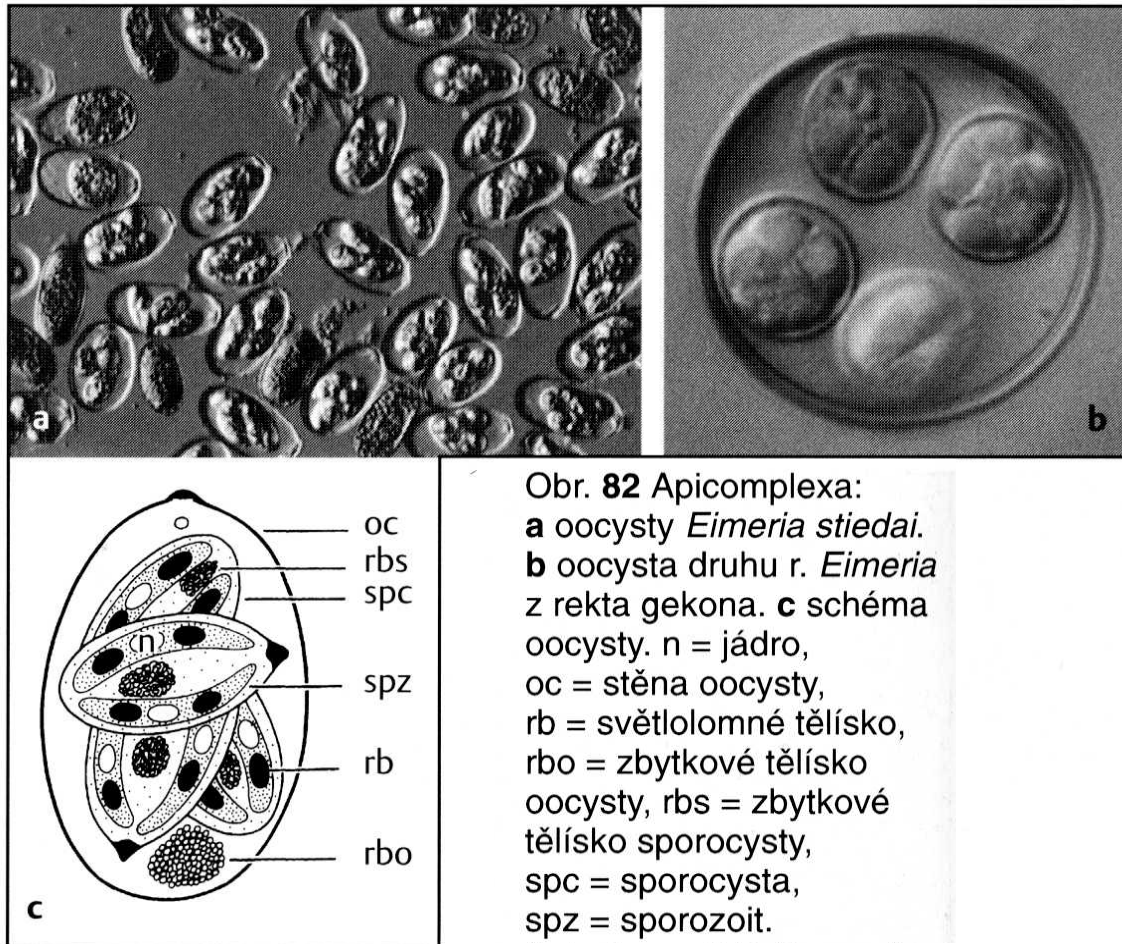 a
b
oc
rbs
spc
n
spz
rb
rbo
c
Obr. 82 Apicomplexa:
a oocysty Eimeria stiedai.
b oocysta druhu r. Eimeria
z rekta gekona. c schéma
oocysty. n = jádro,
oc = stěna oocysty,
rb = světlolomné tělísko,
rbo = zbytkové tělísko
oocysty, rbs = zbytkové
tělísko sporocysty,
spc = sporocysta,
spz = sporozoit.